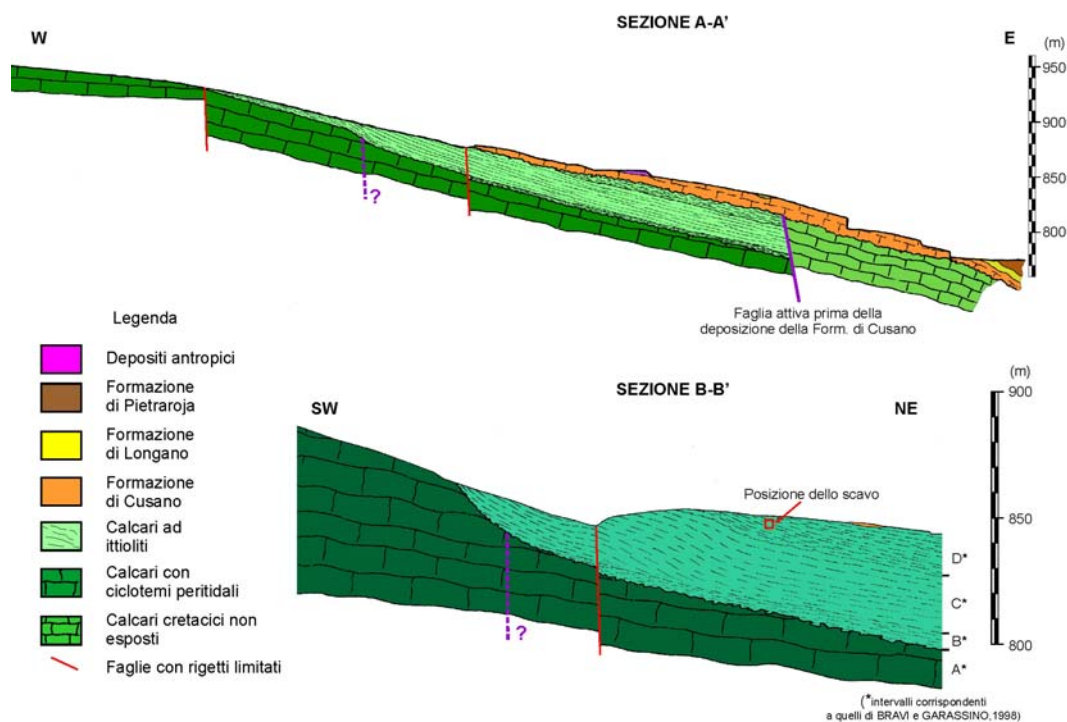 SEZIONE A-A'
W
E
(m)
950
900
850
800
?
Faglia attiva prima della
deposizione della Form. di Cusano
Legenda
Depositi antropici
Formazione
di Pietraroja
Formazione
di Longano
Formazione
di Cusano
Calcari ad
ittioliti
Calcari con
ciclotemi peritidali
Calcari cretacici non
esposti
Faglie con rigetti limitati
SEZIONE B-B'
SW
NE
(m)
900
850
800
Posizione dello scavo
D*
C*
B*
A*
?
(*intervalli corrispondenti
a quelli di BRAVI e GARASSINO,1998)